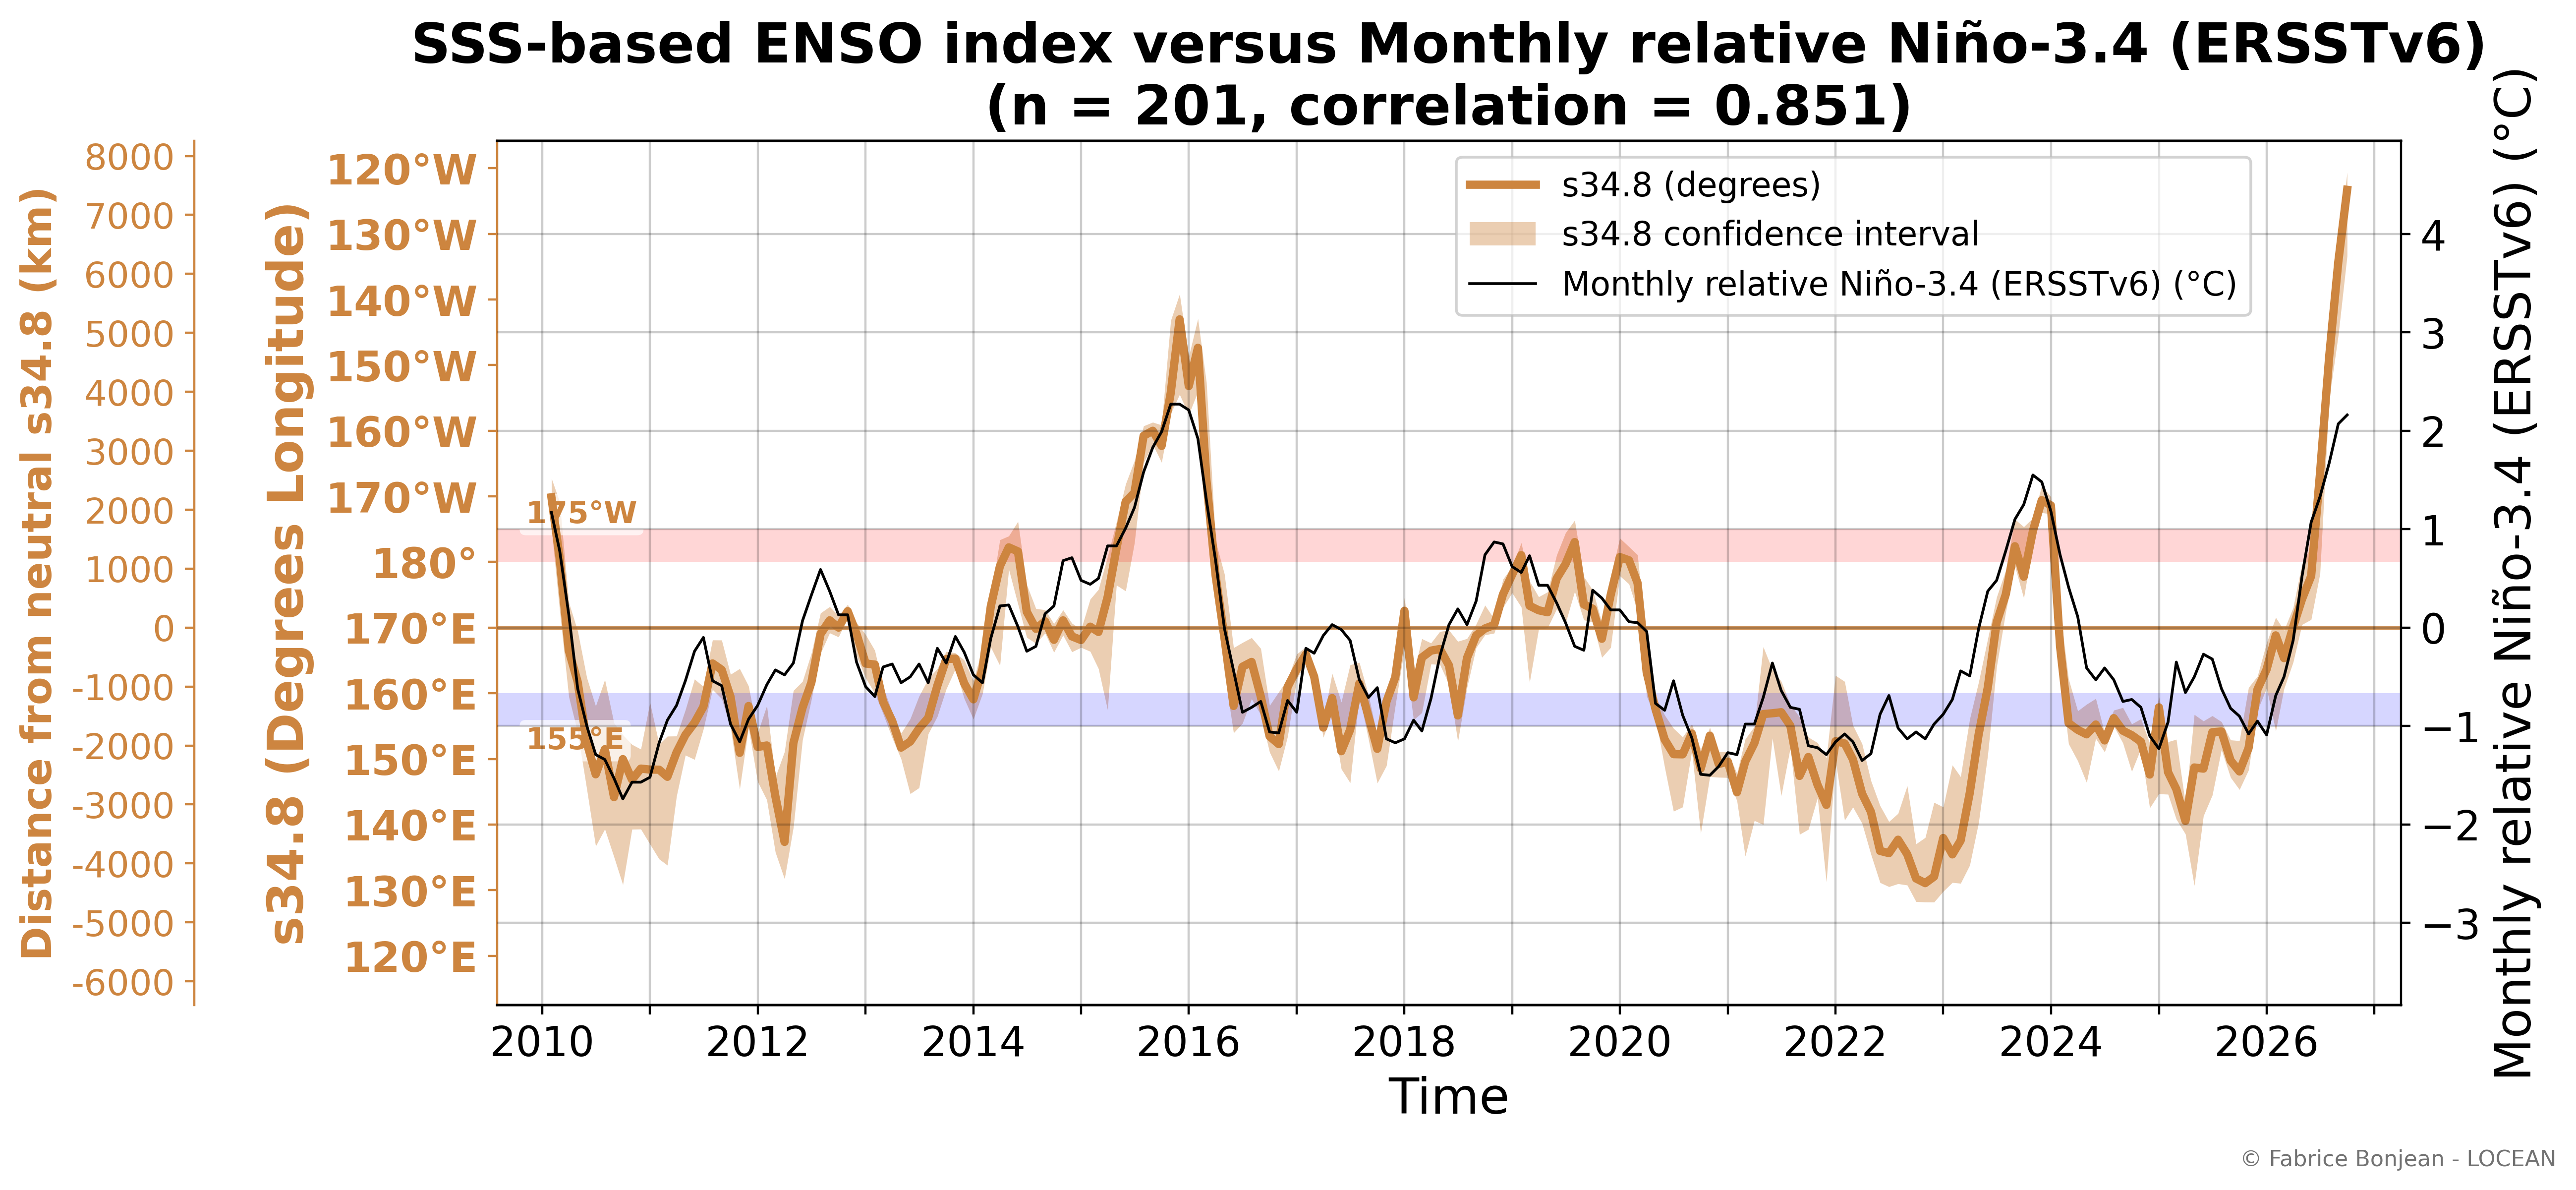 SSS-based ENSO index versus Monthly relative Niño-3.4 (ERSSTv6)
(n = 201, correlation = 0.851)
Distance from neutral s34.8 (km)
8000
7000
6000
5000
4000
3000
2000
1000
0
-1000
-2000
-3000
-4000
-5000
-6000
s34.8 (Degrees Longitude)
120°W
130°W
140°W
150°W
160°W
170°W
180°
170°E
160°E
150°E
140°E
130°E
120°E
175°W
155°E
s34.8 (degrees)
s34.8 confidence interval
Monthly relative Niño-3.4 (ERSSTv6) (°C)
4
3
2
1
0
−1
−2
−3
Monthly relative Niño-3.4 (ERSSTv6) (°C)
2010 2012 2014 2016 2018 2020 2022 2024 2026
Time
© Fabrice Bonjean - LOCEAN